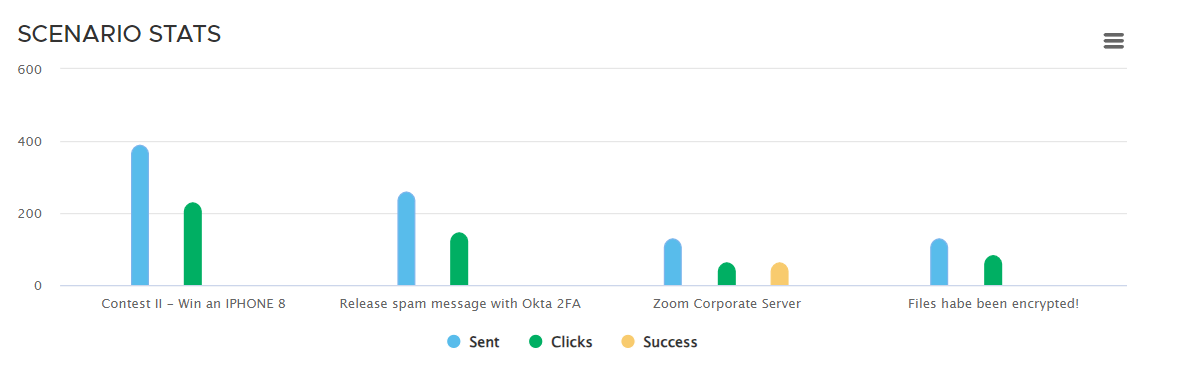 SCENARIO STATS
600
400
200
0
Contest II – Win an IPHONE 8
Release spam message with Okta 2FA
Zoom Corporate Server
Files habe been encrypted!
Sent
Clicks
Success